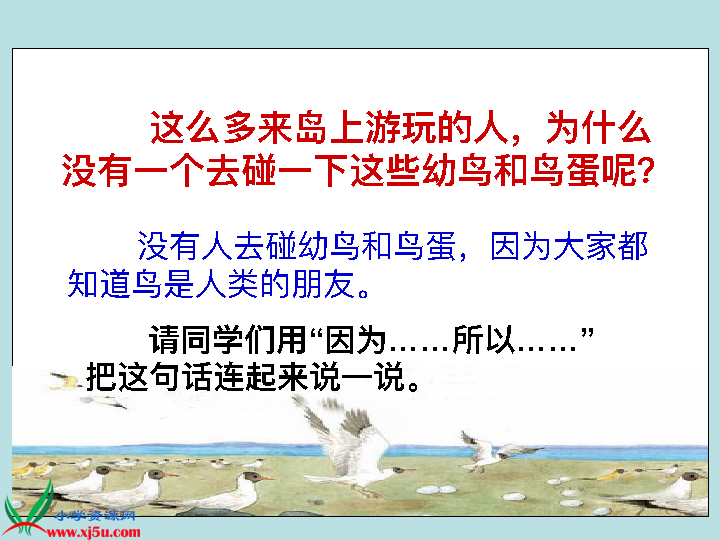 这么多来岛上游玩的人，为什么
没有一个去碰一下这些幼鸟和鸟蛋呢?
没有人去碰幼鸟和鸟蛋，因为大家都
知道鸟是人类的朋友。
请同学们用“因为……所以……”
把这句话连起来说一说。
小学资源网
www.xj5u.com